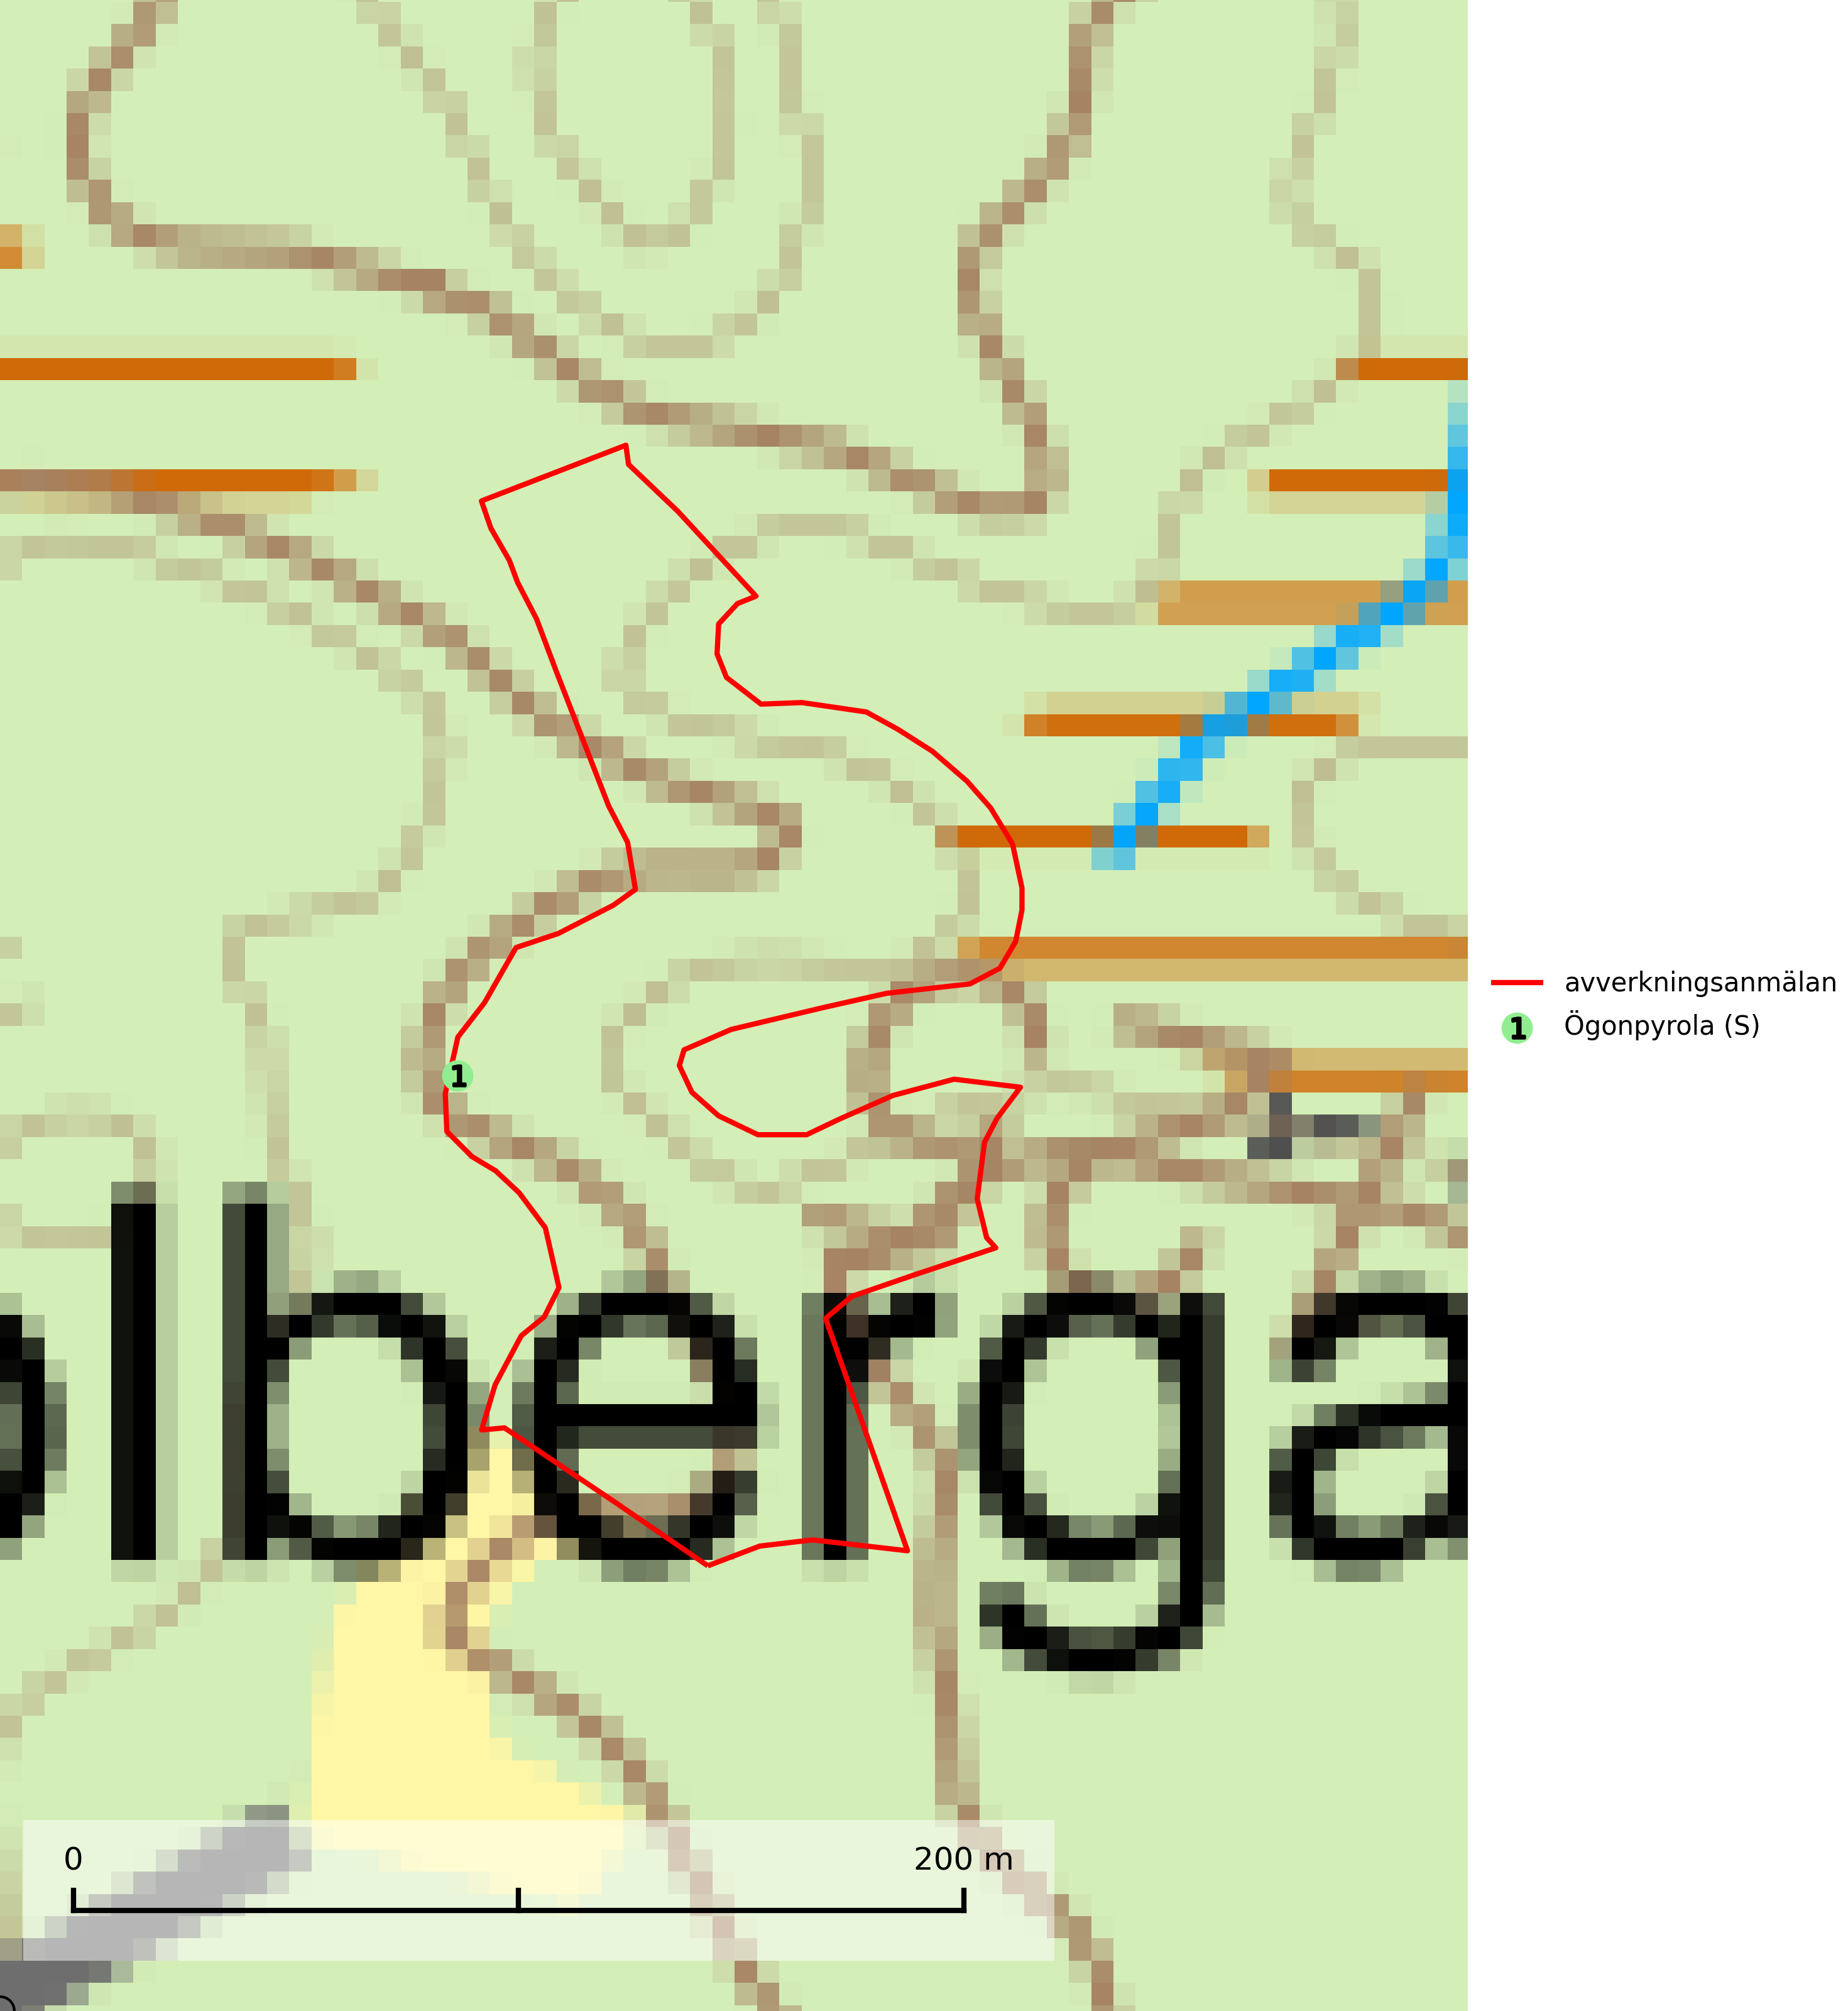 1
lberga
0 200 m
avverkningsanmälan
1 Ögonpyrola (S)